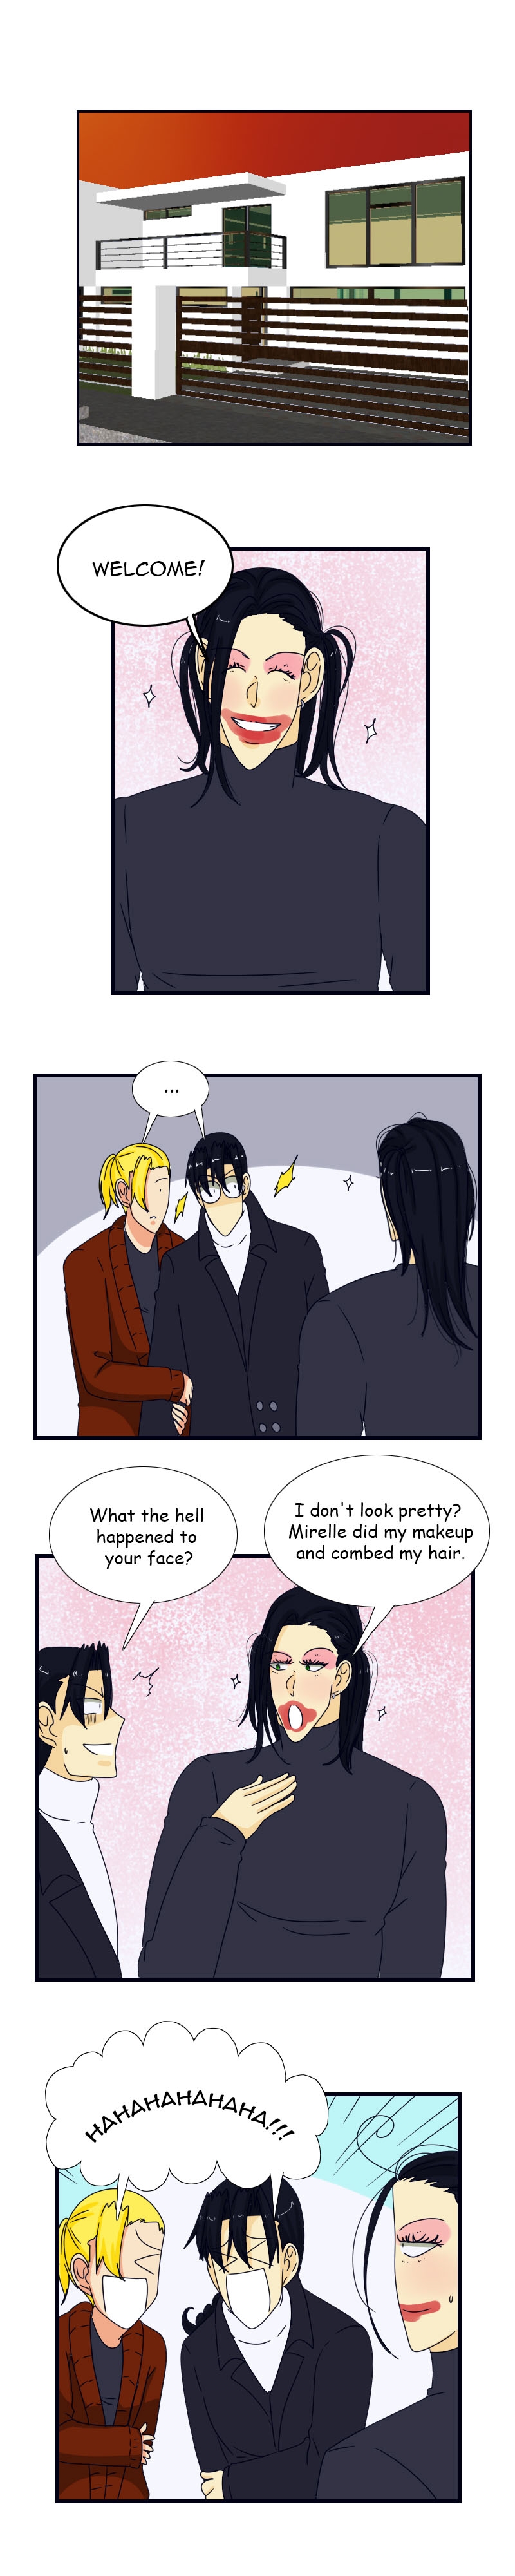 WELCOME!
...
What the hell
happened to
your face?
I don't look pretty?
Mirelle did my makeup
and combed my hair.
HAHAHAHAHAHA!!!